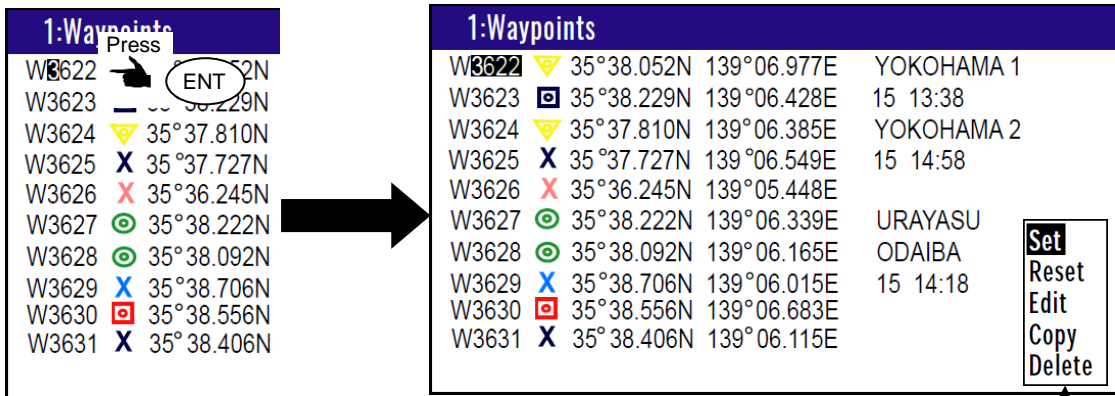 1:Waypoints
Press
ENT
W3622 52N
W3623 229N
W3624 35°37.810N
W3625 X 35°37.727N
W3626 X 35°36.245N
W3627 35°38.222N
W3628 35°38.092N
W3629 X 35°38.706N
W3630 35°38.556N
W3631 X 35°38.406N
1:Waypoints
W3622 35°38.052N 139°06.977E YOKOHAMA 1
W3623 35°38.229N 139°06.428E 15 13:38
W3624 35°37.810N 139°06.385E YOKOHAMA 2
W3625 X 35°37.727N 139°06.549E 15 14:58
W3626 X 35°36.245N 139°05.448E
W3627 35°38.222N 139°06.339E URAYASU
W3628 35°38.092N 139°06.165E ODAIBA
W3629 X 35°38.706N 139°06.015E 15 14:18
W3630 35°38.556N 139°06.683E
W3631 X 35°38.406N 139°06.115E
Set
Reset
Edit
Copy
Delete